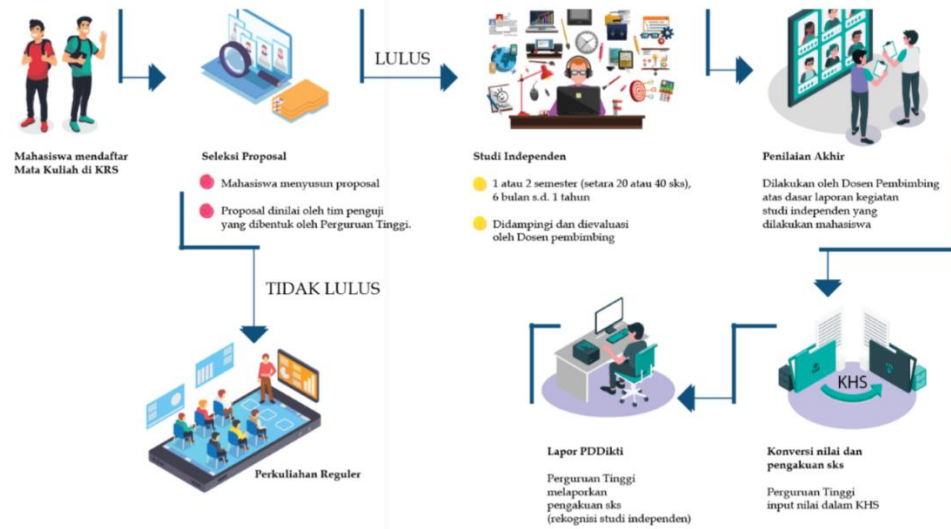 LULUS
Mahasiswa mendaftar
Mata Kuliah di KRS
Seleksi Proposal
Mahasiswa menyusun proposal
Proposal dinilai oleh tim penguji
yang dibentuk oleh Perguruan Tinggi.
Studi Independen
1 atau 2 semester (setara 20 atau 40 sks),
6 bulan s.d. 1 tahun
Didampingi dan dievaluasi
oleh Dosen pembimbing
Penilaian Akhir
Dilakukan oleh Dosen Pembimbing
atas dasar laporan kegiatan
studi independen yang
dilakukan mahasiswa
TIDAK LULUS
Perkuliahan Reguler
KHS
Konversi nilai dan
pengakuan sks
Perguruan Tinggi
input nilai dalam KHS
Lapor PDDikti
Perguruan Tinggi
melaporkan
pengakuan sks
(rekognisi studi independen)